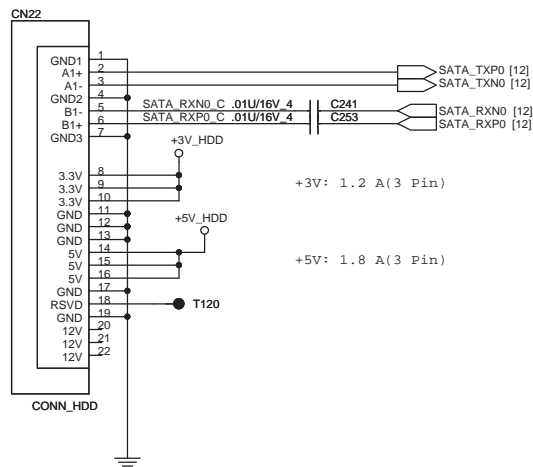 CN22
GND1 1
A1+ 2 SATA_TXP0 [12]
A1- 3 SATA_TXN0 [12]
GND2 4
B1- 5 SATA_RXN0_C .01U/16V_4 C241 SATA_RXN0 [12]
B1+ 6 SATA_RXP0_C .01U/16V_4 C253 SATA_RXP0 [12]
GND3 7
+3V_HDD
3.3V 8
3.3V 9
3.3V 10
+3V: 1.2 A(3 Pin)
GND 11
GND 12
GND 13
+5V_HDD
5V 14
5V 15
5V 16
+5V: 1.8 A(3 Pin)
GND 17
RSVD 18 T120
GND 19
12V 20
12V 21
12V 22
CONN_HDD